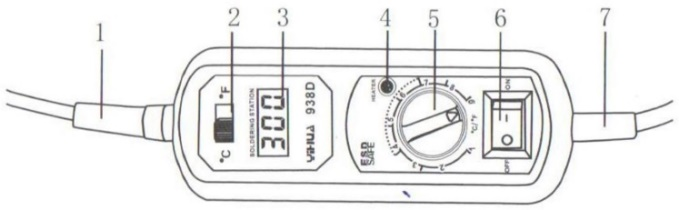 1
2
3
4
5
6
7
°F
°C
SOLDERING STATION
300
YIHUA 938D
HEATER
ESD
SAFE
°C/°F
ON
OFF